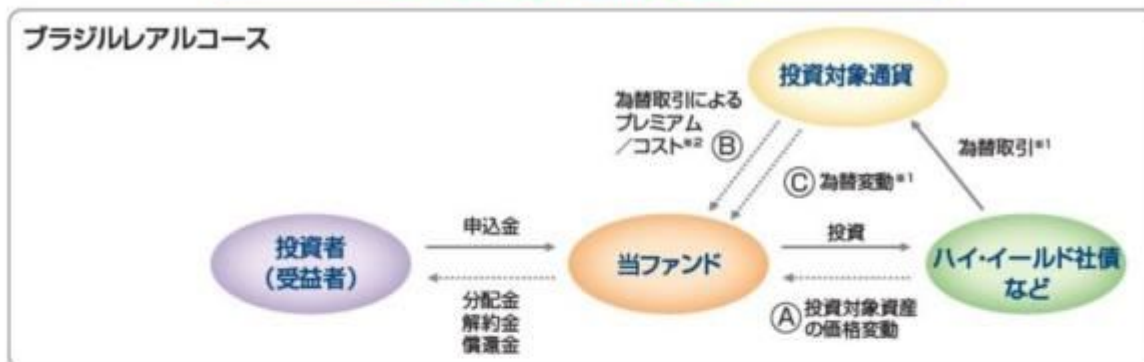 ブラジルレアルコース
投資対象通貨
為替取引による
プレミアム
／コスト※2 Ⓑ
為替取引※1
Ⓒ 為替変動※1
投資者
（受益者）
申込金
分配金
解約金
償還金
当ファンド
投資
Ⓐ 投資対象資産
の価格変動
ハイ・イールド社債
など